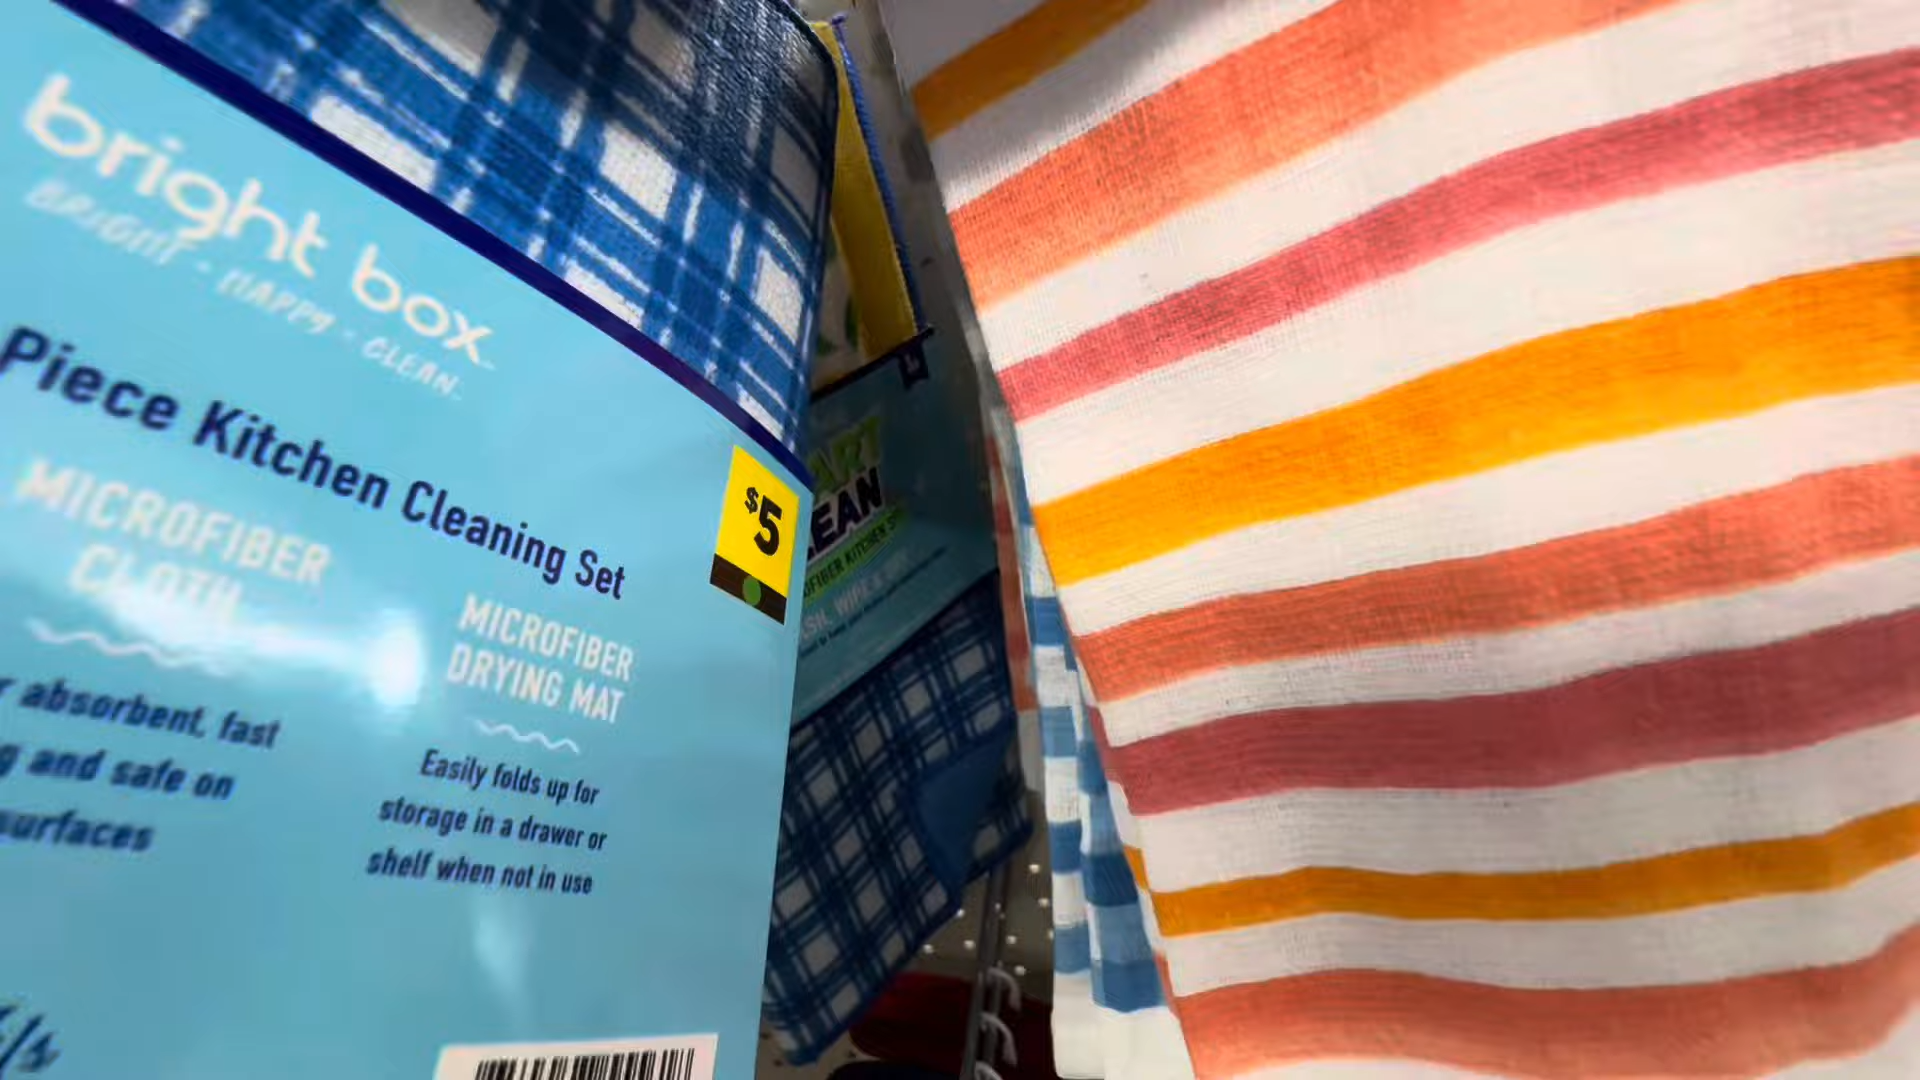 bright box
BRIGHT - HAPPY - CLEAN
Piece Kitchen Cleaning Set
MICROFIBER
CLOTH
absorbent, fast
and safe on
surfaces
MICROFIBER
DRYING MAT
Easily folds up for
storage in a drawer or
shelf when not in use
$5